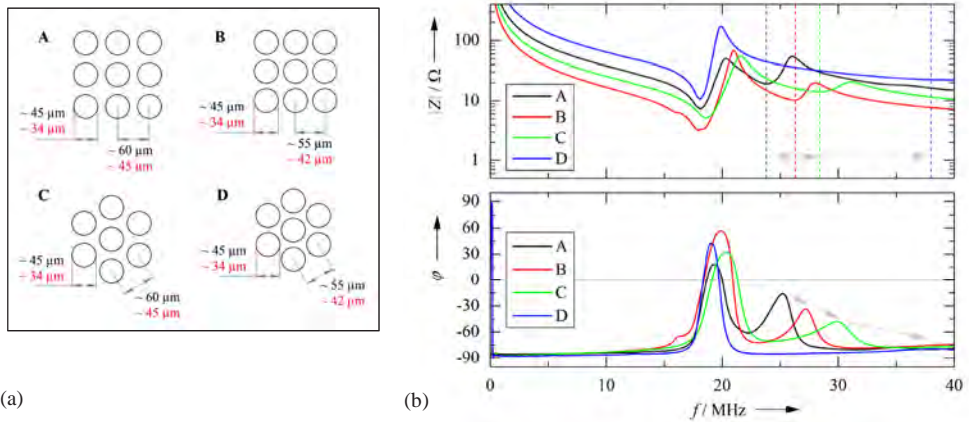 A
B
~ 45 µm
~ 34 µm
~ 60 µm
~ 45 µm
~ 45 µm
~ 34 µm
~ 55 µm
~ 42 µm
C
D
~ 45 µm
~ 34 µm
~ 60 µm
~ 45 µm
~ 45 µm
~ 34 µm
~ 55 µm
~ 42 µm
(a)
(b)
|Z| / Ω
100
10
1
A
B
C
D
φ
90
60
30
0
-30
-60
-90
A
B
C
D
0 10 20 30 40
f / MHz